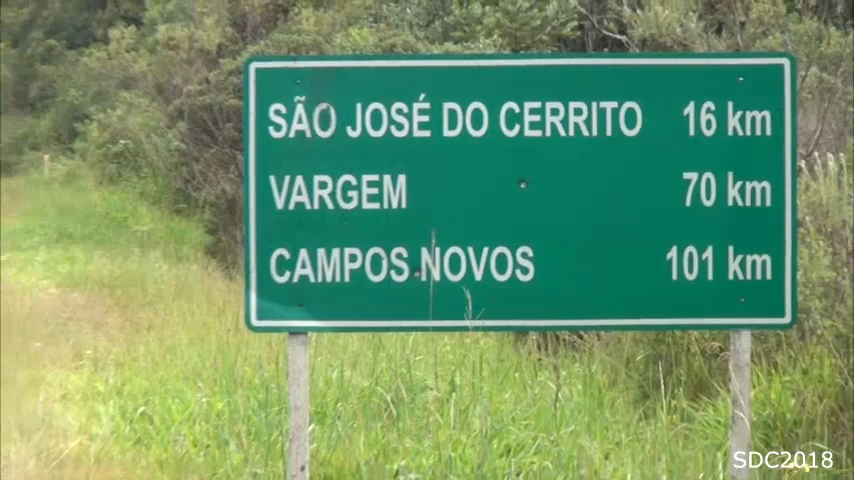 SÃO JOSÉ DO CERRITO 16 km
VARGEM 70 km
CAMPOS NOVOS 101 km
SDC2018